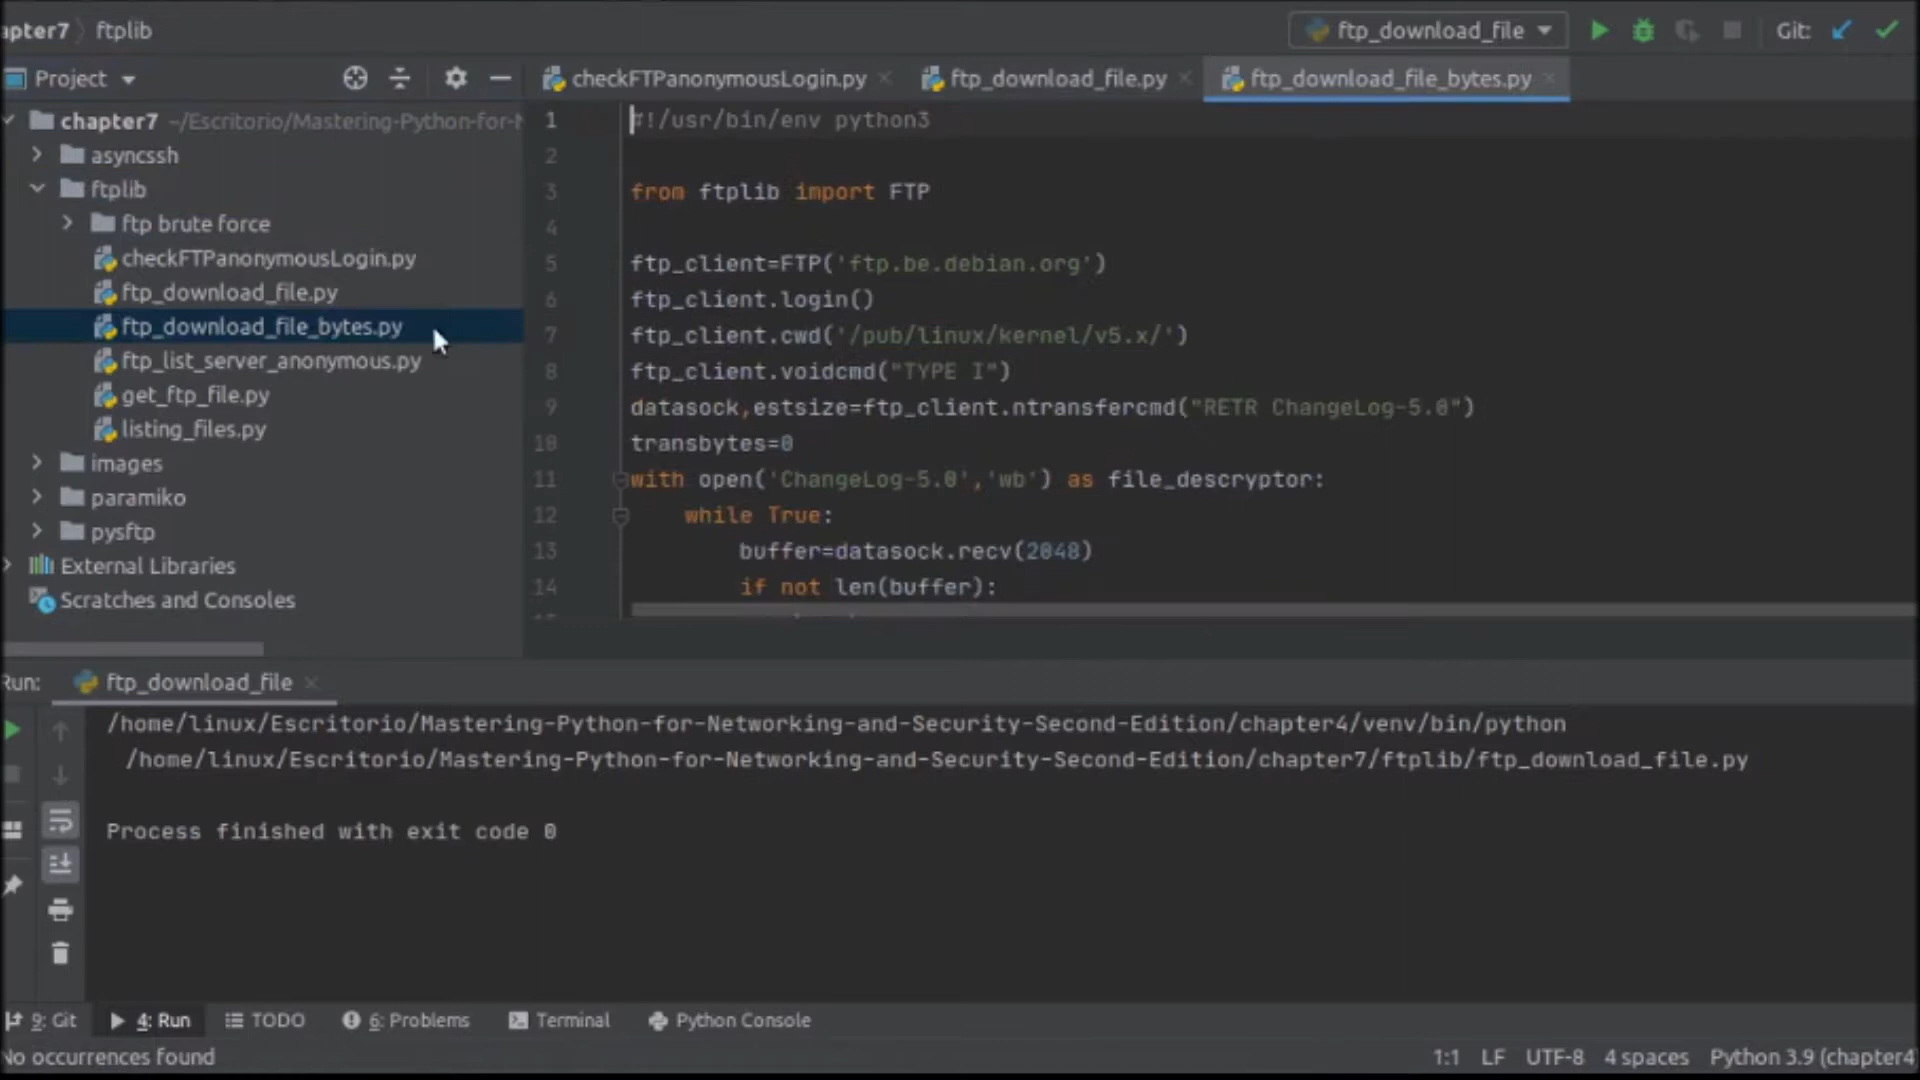 apter7 ftplib ftp_download_file Git:
Project checkFTPanonymousLogin.py ftp_download_file.py ftp_download_file_bytes.py
chapter7 ~/Escritorio/Mastering-Python-for-N
asyncssh
ftplib
ftp brute force
checkFTPanonymousLogin.py
ftp_download_file.py
ftp_download_file_bytes.py
ftp_list_server_anonymous.py
get_ftp_file.py
listing_files.py
images
paramiko
pysftp
External Libraries
Scratches and Consoles
1 #!/usr/bin/env python3
2
3 from ftplib import FTP
4
5 ftp_client=FTP('ftp.be.debian.org')
6 ftp_client.login()
7 ftp_client.cwd('/pub/linux/kernel/v5.x/')
8 ftp_client.voidcmd("TYPE I")
9 datasock,estsize=ftp_client.ntransfercmd("RETR ChangeLog-5.0")
10 transbytes=0
11 with open('ChangeLog-5.0','wb') as file_descryptor:
12 while True:
13 buffer=datasock.recv(2048)
14 if not len(buffer):
Run: ftp_download_file
/home/linux/Escritorio/Mastering-Python-for-Networking-and-Security-Second-Edition/chapter4/venv/bin/python
/home/linux/Escritorio/Mastering-Python-for-Networking-and-Security-Second-Edition/chapter7/ftplib/ftp_download_file.py
Process finished with exit code 0
9: Git 4: Run TODO 6: Problems Terminal Python Console
No occurrences found 1:1 LF UTF-8 4 spaces Python 3.9 (chapter4